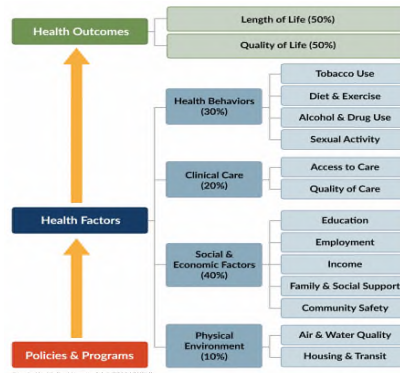 Health Outcomes
Length of Life (50%)
Quality of Life (50%)
Health Behaviors
(30%)
Tobacco Use
Diet & Exercise
Alcohol & Drug Use
Sexual Activity
Clinical Care
(20%)
Access to Care
Quality of Care
Health Factors
Social &
Economic Factors
(40%)
Education
Employment
Income
Family & Social Support
Community Safety
Policies & Programs
Physical
Environment
(10%)
Air & Water Quality
Housing & Transit